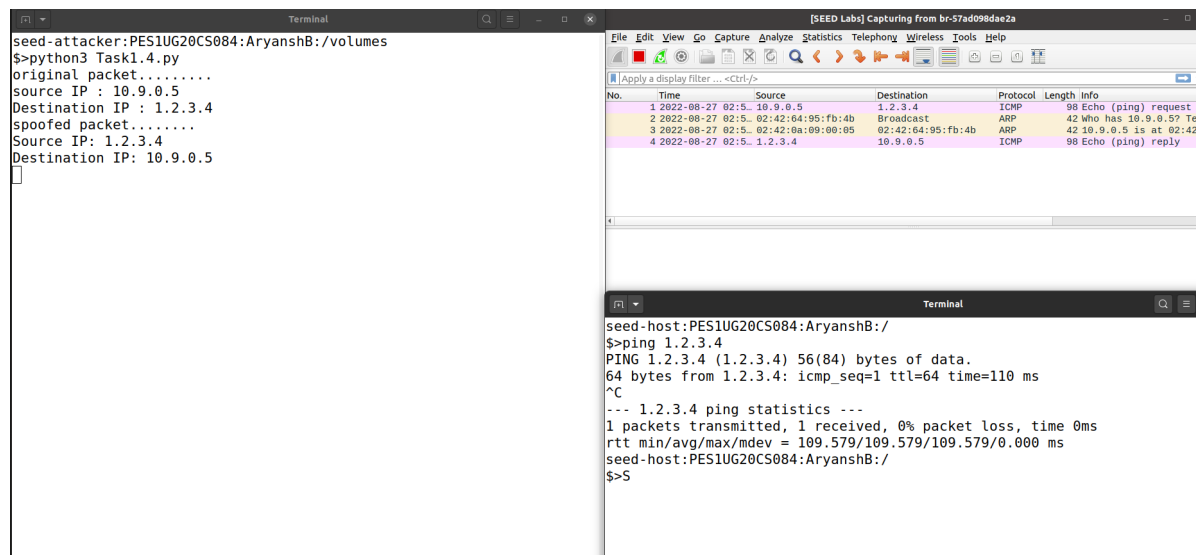 Terminal
seed-attacker:PES1UG20CS084:AryanshB:/volumes
$>python3 Task1.4.py
original packet.........
source IP : 10.9.0.5
Destination IP : 1.2.3.4
spoofed packet........
Source IP: 1.2.3.4
Destination IP: 10.9.0.5
[SEED Labs] Capturing from br-57ad098dae2a
File Edit View Go Capture Analyze Statistics Telephony Wireless Tools Help
Apply a display filter ... <Ctrl-/>
No. Time Source Destination Protocol Length Info
1 2022-08-27 02:5… 10.9.0.5 1.2.3.4 ICMP 98 Echo (ping) request
2 2022-08-27 02:5… 02:42:64:95:fb:4b Broadcast ARP 42 Who has 10.9.0.5? Te
3 2022-08-27 02:5… 02:42:0a:09:00:05 02:42:64:95:fb:4b ARP 42 10.9.0.5 is at 02:42
4 2022-08-27 02:5… 1.2.3.4 10.9.0.5 ICMP 98 Echo (ping) reply
Terminal
seed-host:PES1UG20CS084:AryanshB:/
$>ping 1.2.3.4
PING 1.2.3.4 (1.2.3.4) 56(84) bytes of data.
64 bytes from 1.2.3.4: icmp_seq=1 ttl=64 time=110 ms
^C
--- 1.2.3.4 ping statistics ---
1 packets transmitted, 1 received, 0% packet loss, time 0ms
rtt min/avg/max/mdev = 109.579/109.579/109.579/0.000 ms
seed-host:PES1UG20CS084:AryanshB:/
$>S